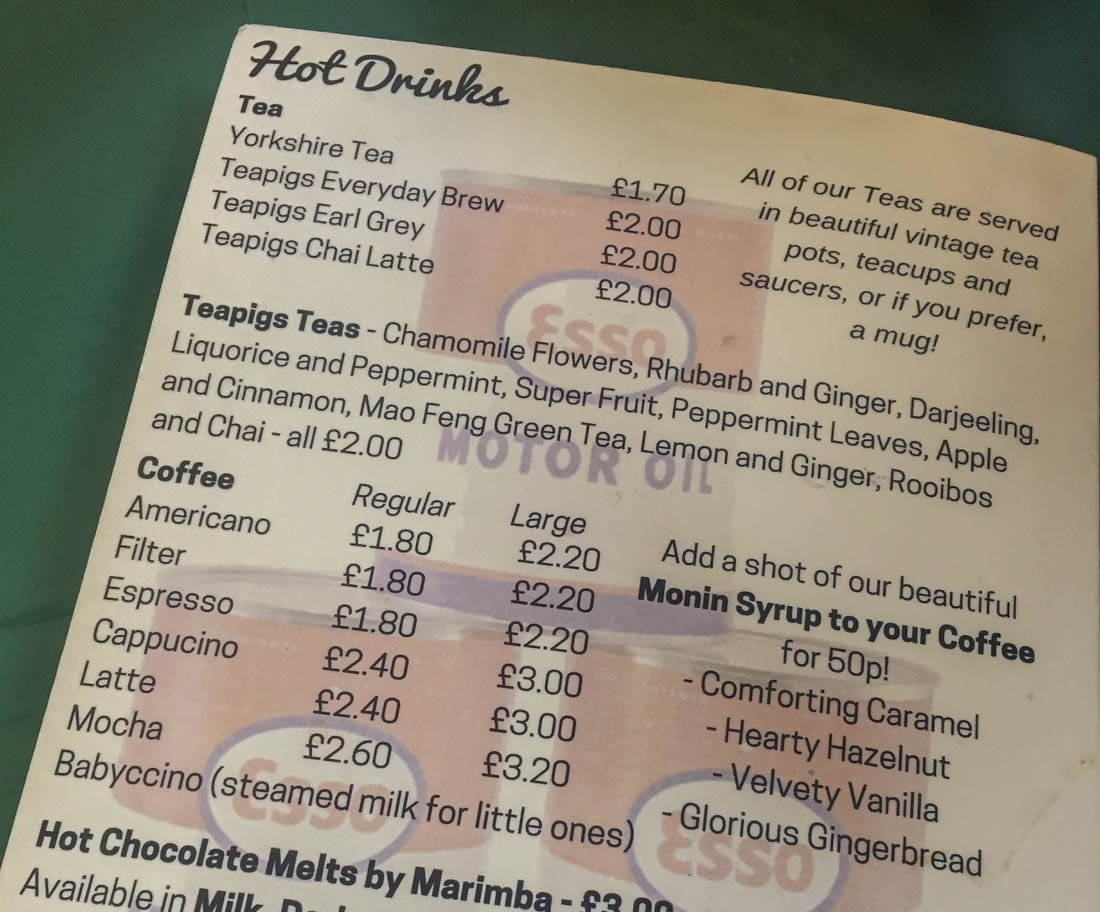 Hot Drinks
Tea
Yorkshire Tea £1.70
Teapigs Everyday Brew £2.00
Teapigs Earl Grey £2.00
Teapigs Chai Latte £2.00
All of our Teas are served
in beautiful vintage tea
pots, teacups and
saucers, or if you prefer,
a mug!
Teapigs Teas - Chamomile Flowers, Rhubarb and Ginger, Darjeeling,
Liquorice and Peppermint, Super Fruit, Peppermint Leaves, Apple
and Cinnamon, Mao Feng Green Tea, Lemon and Ginger, Rooibos
and Chai - all £2.00
Coffee Regular Large
Americano £1.80 £2.20
Filter £1.80 £2.20
Espresso £1.80 £2.20
Cappucino £2.40 £3.00
Latte £2.40 £3.00
Mocha £2.60 £3.20
Babyccino (steamed milk for little ones)
Add a shot of our beautiful
Monin Syrup to your Coffee
for 50p!
- Comforting Caramel
- Hearty Hazelnut
- Velvety Vanilla
- Glorious Gingerbread
Hot Chocolate Melts by Marimba - £3.00
Available in Milk,
Esso
MOTOR OIL
Esso
Esso